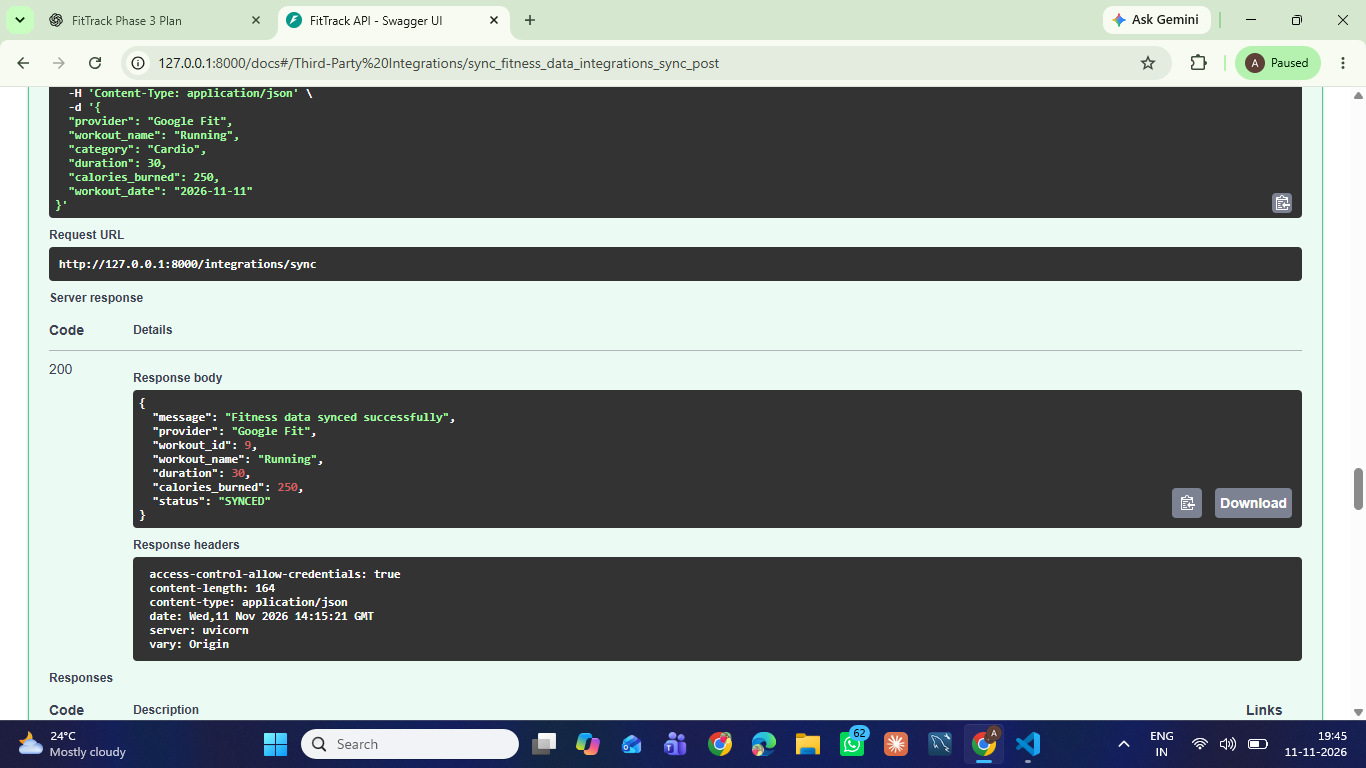 FitTrack Phase 3 Plan
FitTrack API - Swagger UI
Ask Gemini
127.0.0.1:8000/docs#/Third-Party%20Integrations/sync_fitness_data_integrations_sync_post
A
Paused
-H 'Content-Type: application/json' \
-d '{
"provider": "Google Fit",
"workout_name": "Running",
"category": "Cardio",
"duration": 30,
"calories_burned": 250,
"workout_date": "2026-11-11"
}'
Request URL
http://127.0.0.1:8000/integrations/sync
Server response
Code Details
200
Response body
{
"message": "Fitness data synced successfully",
"provider": "Google Fit",
"workout_id": 9,
"workout_name": "Running",
"duration": 30,
"calories_burned": 250,
"status": "SYNCED"
}
Download
Response headers
access-control-allow-credentials: true
content-length: 164
content-type: application/json
date: Wed,11 Nov 2026 14:15:21 GMT
server: uvicorn
vary: Origin
Responses
Code Description Links
24°C
Mostly cloudy
Search
62
A
ENG
IN
19:45
11-11-2026